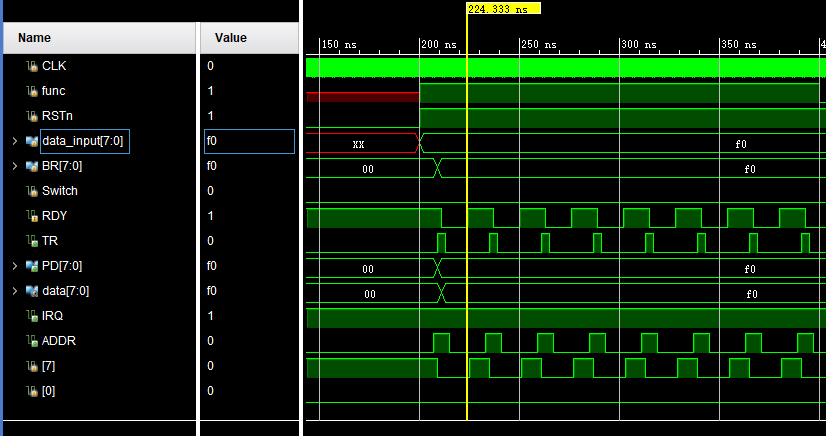 224.333 ns
Name Value
150 ns 200 ns 250 ns 300 ns 350 ns 4
CLK 0
func 1
RSTn 1
data_input[7:0] f0 XX f0
BR[7:0] f0 00 f0
Switch 0
RDY 1
TR 0
PD[7:0] f0 00 f0
data[7:0] f0 00 f0
IRQ 1
ADDR 0
[7] 0
[0] 0